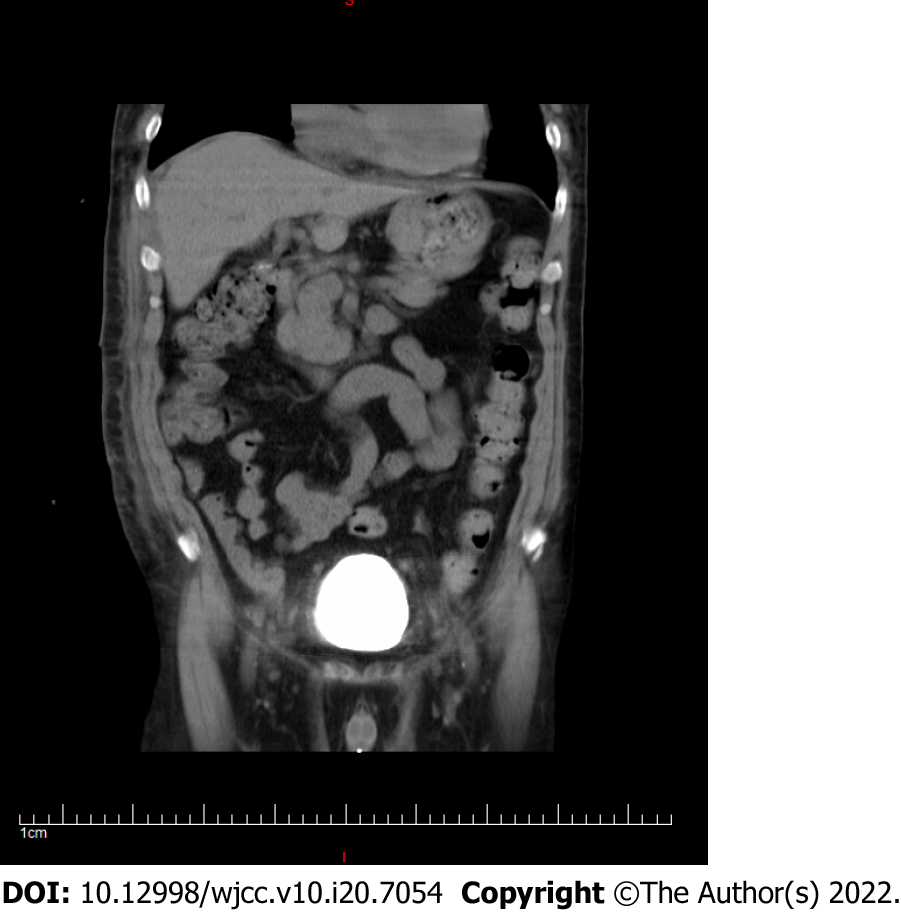 S
1cm
I
DOI: 10.12998/wjcc.v10.i20.7054 Copyright ©The Author(s) 2022.